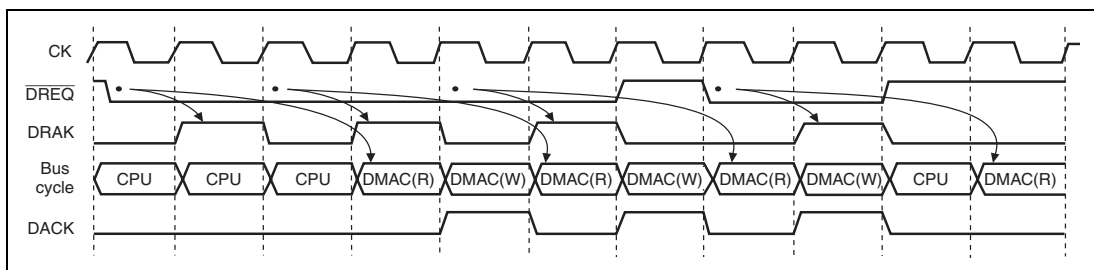 CK
DREQ
DRAK
Bus
cycle
CPU CPU CPU DMAC(R) DMAC(W) DMAC(R) DMAC(W) DMAC(R) DMAC(W) CPU DMAC(R)
DACK